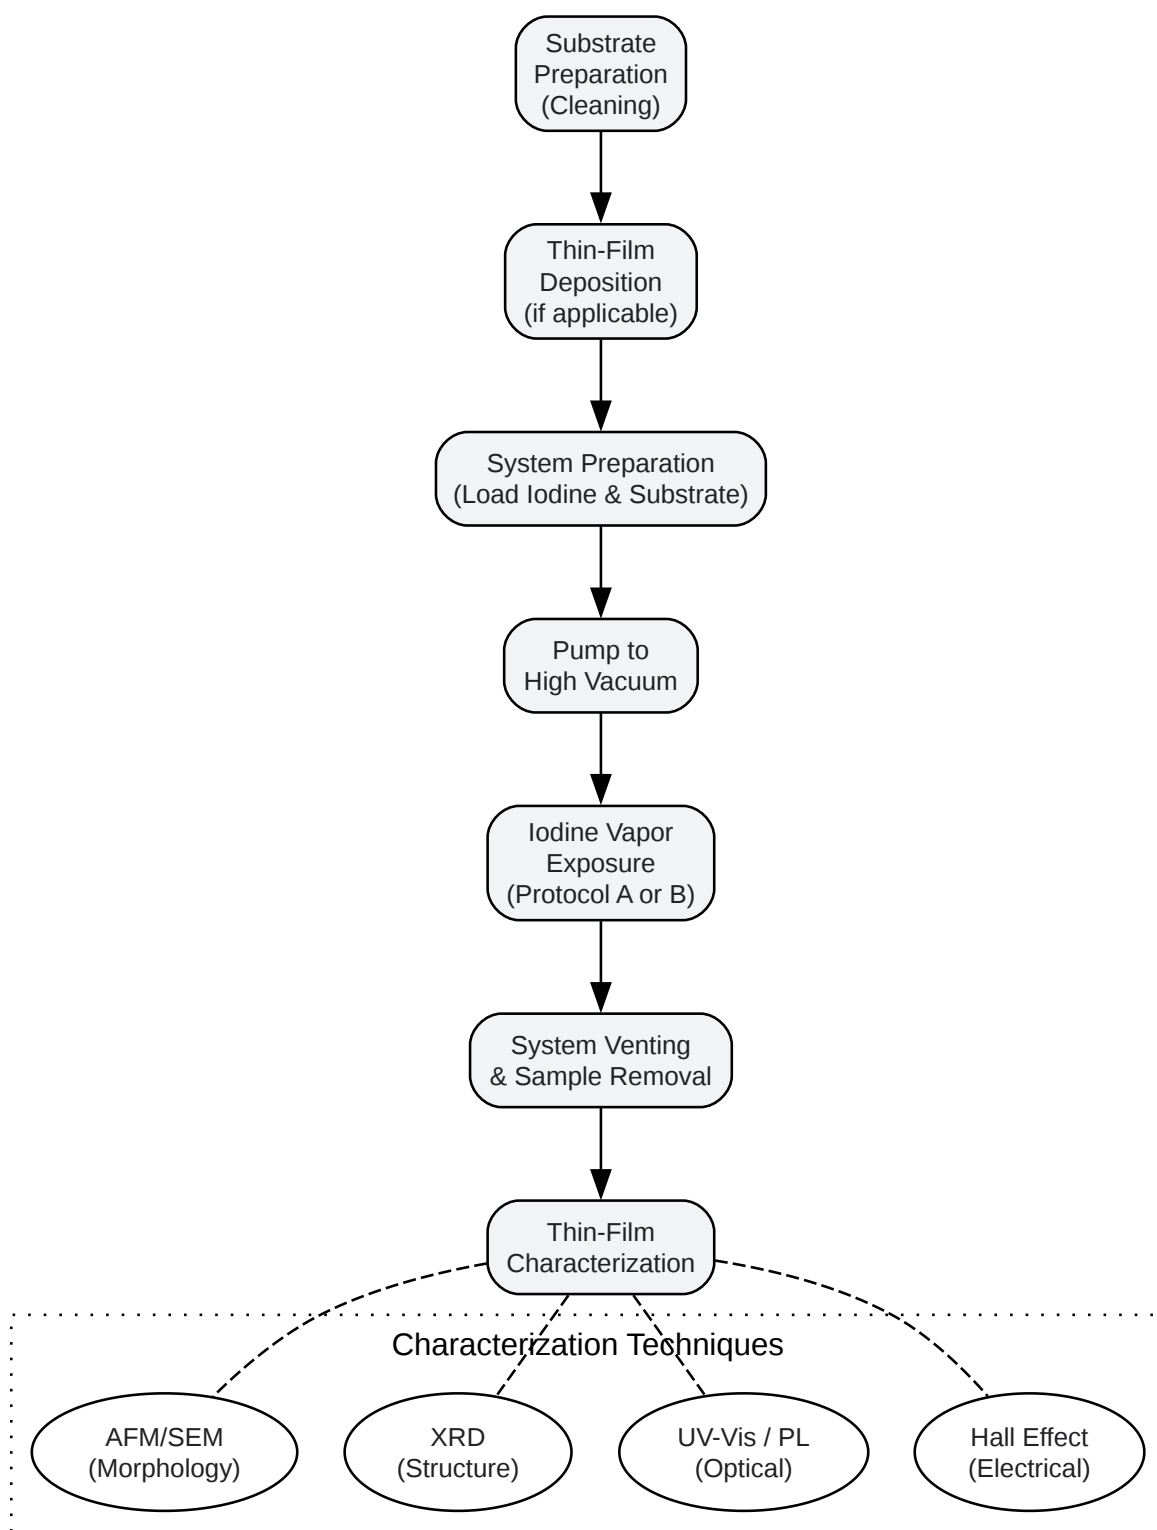 Substrate
Preparation
(Cleaning)
Thin-Film
Deposition
(if applicable)
System Preparation
(Load Iodine & Substrate)
Pump to
High Vacuum
Iodine Vapor
Exposure
(Protocol A or B)
System Venting
& Sample Removal
Thin-Film
Characterization
Characterization Techniques
AFM/SEM
(Morphology)
XRD
(Structure)
UV-Vis / PL
(Optical)
Hall Effect
(Electrical)